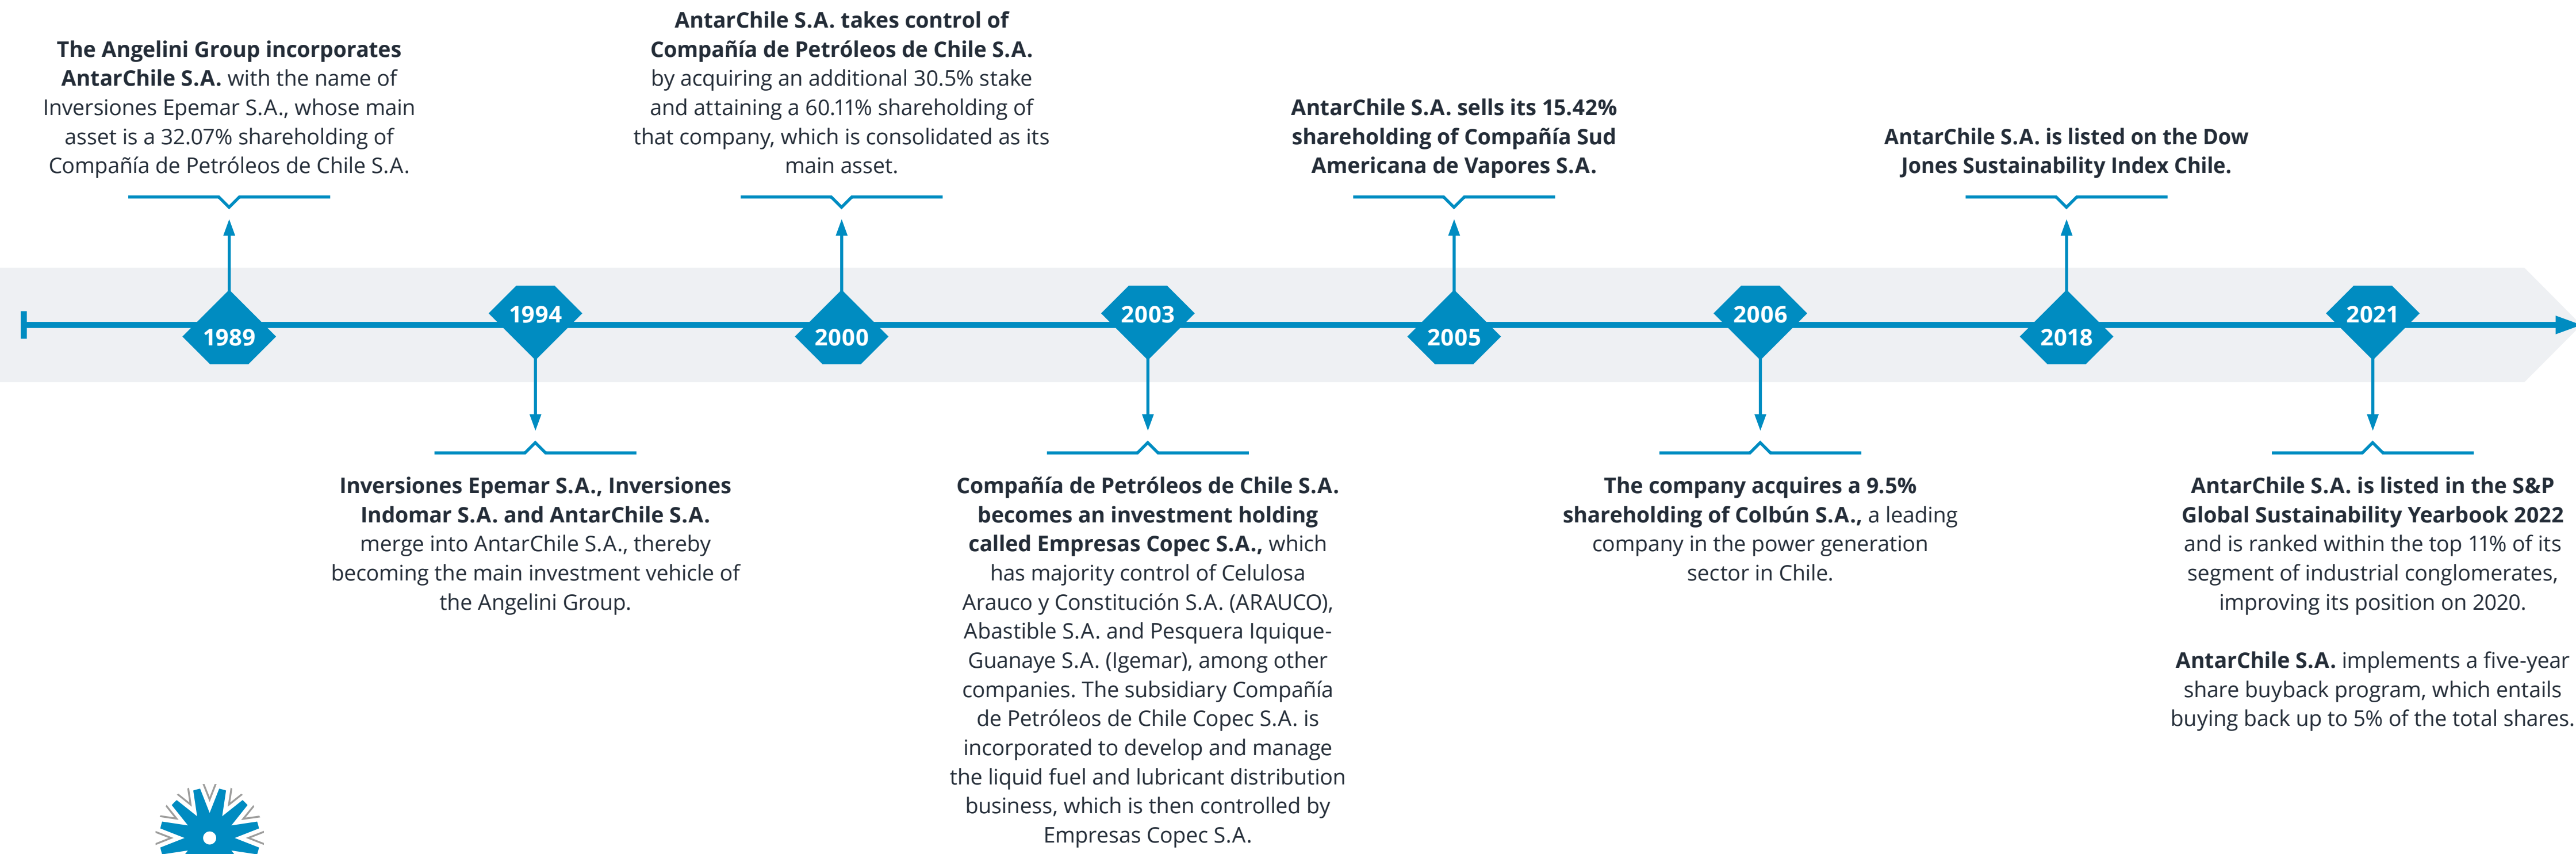 The Angelini Group incorporates
AntarChile S.A. with the name of
Inversiones Epemar S.A., whose main
asset is a 32.07% shareholding of
Compañía de Petróleos de Chile S.A.
1989
1994
Inversiones Epemar S.A., Inversiones
Indomar S.A. and AntarChile S.A.
merge into AntarChile S.A., thereby
becoming the main investment vehicle of
the Angelini Group.
AntarChile S.A. takes control of
Compañía de Petróleos de Chile S.A.
by acquiring an additional 30.5% stake
and attaining a 60.11% shareholding of
that company, which is consolidated as its
main asset.
2000
2003
Compañía de Petróleos de Chile S.A.
becomes an investment holding
called Empresas Copec S.A., which
has majority control of Celulosa
Arauco y Constitución S.A. (ARAUCO),
Abastible S.A. and Pesquera Iquique-
Guanaye S.A. (Igemar), among other
companies. The subsidiary Compañía
de Petróleos de Chile Copec S.A. is
incorporated to develop and manage
the liquid fuel and lubricant distribution
business, which is then controlled by
Empresas Copec S.A.
AntarChile S.A. sells its 15.42%
shareholding of Compañía Sud
Americana de Vapores S.A.
2005
2006
The company acquires a 9.5%
shareholding of Colbún S.A., a leading
company in the power generation
sector in Chile.
AntarChile S.A. is listed on the Dow
Jones Sustainability Index Chile.
2018
2021
AntarChile S.A. is listed in the S&P
Global Sustainability Yearbook 2022
and is ranked within the top 11% of its
segment of industrial conglomerates,
improving its position on 2020.
AntarChile S.A. implements a five-year
share buyback program, which entails
buying back up to 5% of the total shares.